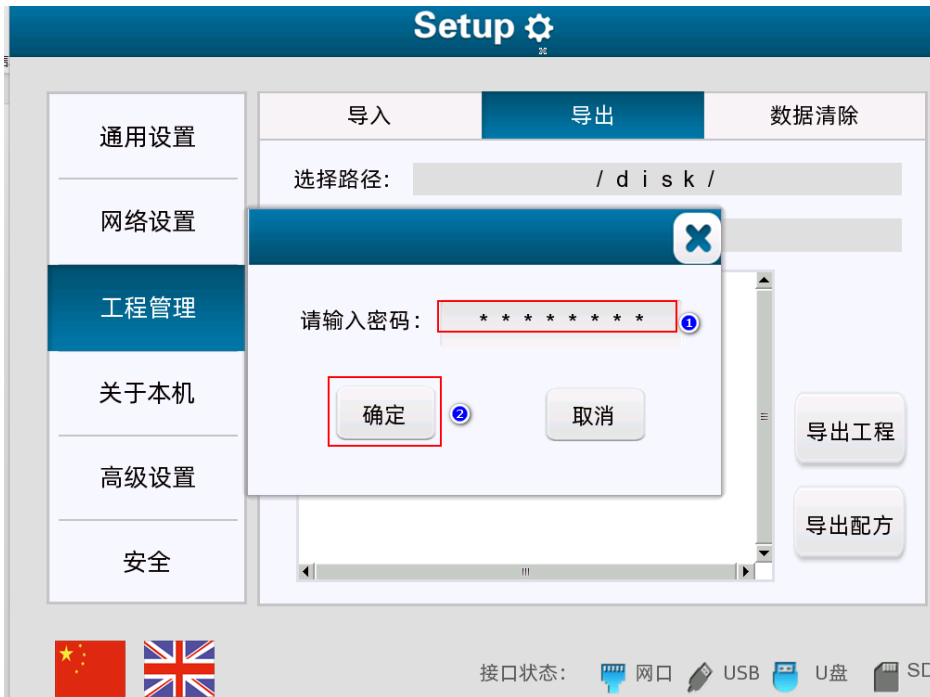 Setup
导入 导出 数据清除
通用设置
选择路径: /disk/
网络设置
工程管理
请输入密码: ******** 1
关于本机
确定 2 取消
导出工程
高级设置
导出配方
安全
接口状态: 网口 USB U盘 SD